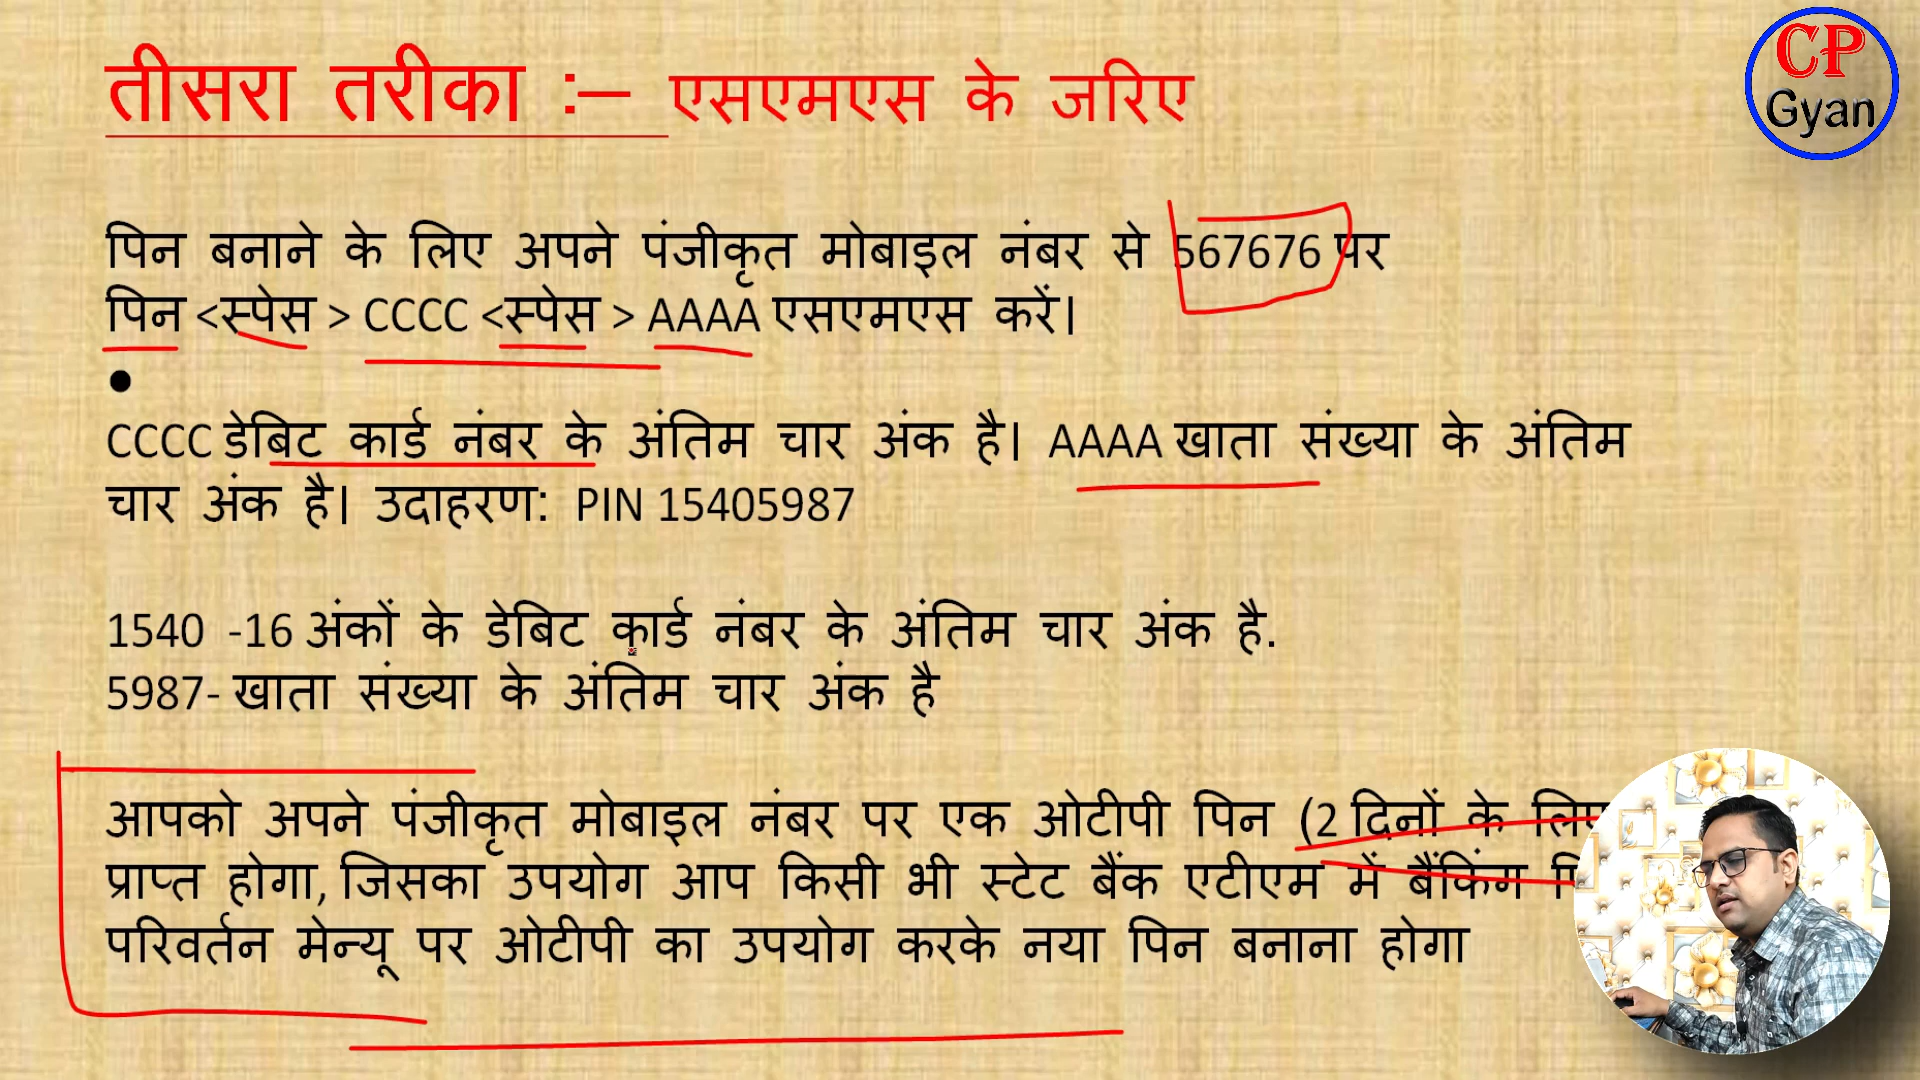 तीसरा तरीका :— एसएमएस के जरिए
CP
Gyan
पिन बनाने के लिए अपने पंजीकृत मोबाइल नंबर से 567676 पर
पिन <स्पेस > CCCC <स्पेस > AAAA एसएमएस करें।
CCCC डेबिट कार्ड नंबर के अंतिम चार अंक है। AAAA खाता संख्या के अंतिम
चार अंक है। उदाहरण: PIN 15405987
1540 -16 अंकों के डेबिट कार्ड नंबर के अंतिम चार अंक है.
5987- खाता संख्या के अंतिम चार अंक है
आपको अपने पंजीकृत मोबाइल नंबर पर एक ओटीपी पिन (2 दिनों के लिए
प्राप्त होगा, जिसका उपयोग आप किसी भी स्टेट बैंक एटीएम में बैंकिंग
परिवर्तन मेन्यू पर ओटीपी का उपयोग करके नया पिन बनाना होगा